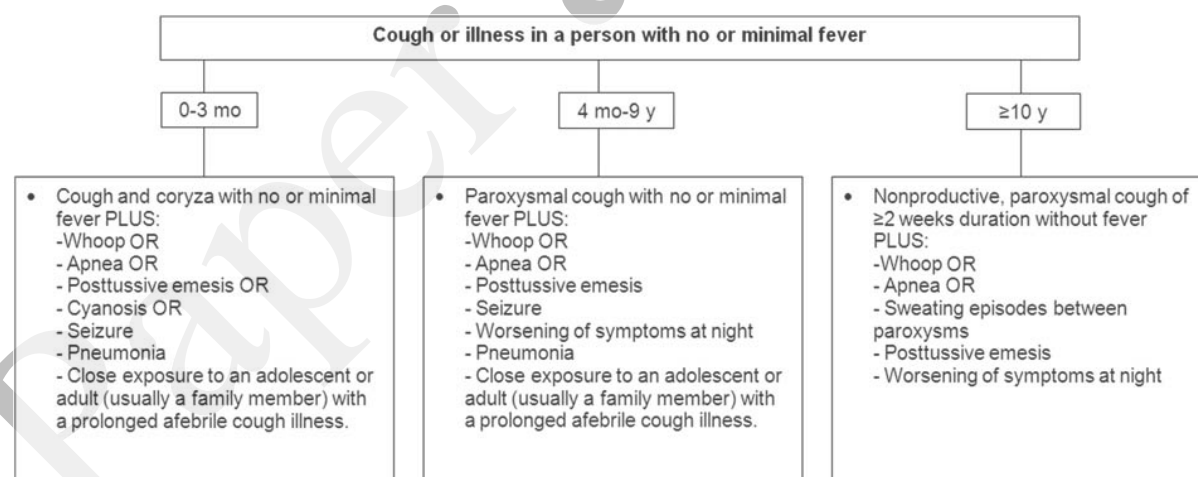 Cough or illness in a person with no or minimal fever
0-3 mo
4 mo-9 y
≥10 y
• Cough and coryza with no or minimal
fever PLUS:
-Whoop OR
- Apnea OR
- Posttussive emesis OR
- Cyanosis OR
- Seizure
- Pneumonia
- Close exposure to an adolescent or
adult (usually a family member) with
a prolonged afebrile cough illness.
• Paroxysmal cough with no or minimal
fever PLUS:
-Whoop OR
- Apnea OR
- Posttussive emesis
- Seizure
- Worsening of symptoms at night
- Pneumonia
- Close exposure to an adolescent or
adult (usually a family member) with
a prolonged afebrile cough illness.
• Nonproductive, paroxysmal cough of
≥2 weeks duration without fever
PLUS:
-Whoop OR
- Apnea OR
- Sweating episodes between
paroxysms
- Posttussive emesis
- Worsening of symptoms at night
Paper